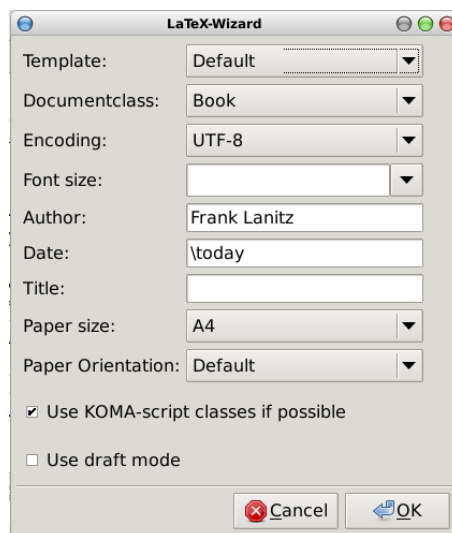 LaTeX-Wizard
Template: Default
Documentclass: Book
Encoding: UTF-8
Font size:
Author: Frank Lanitz
Date: \today
Title:
Paper size: A4
Paper Orientation: Default
Use KOMA-script classes if possible
Use draft mode
Cancel OK